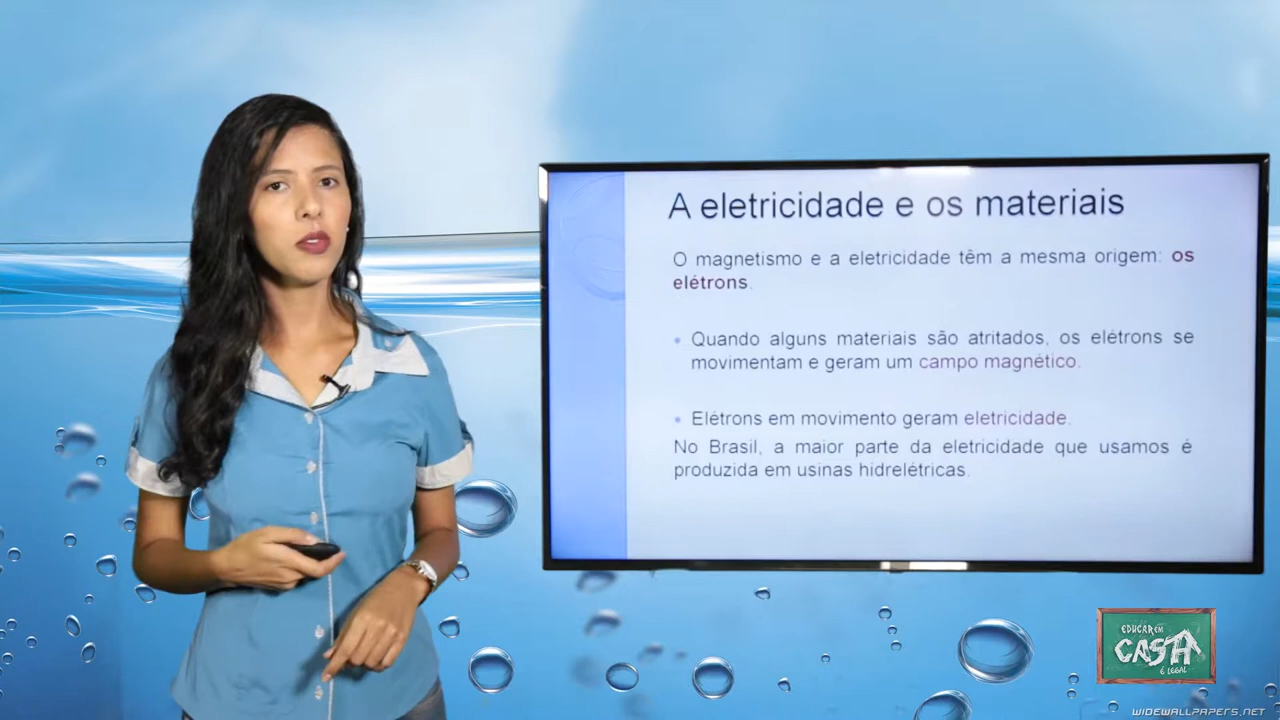 A eletricidade e os materiais
O magnetismo e a eletricidade têm a mesma origem: os
elétrons.
• Quando alguns materiais são atritados, os elétrons se
movimentam e geram um campo magnético.
• Elétrons em movimento geram eletricidade.
No Brasil, a maior parte da eletricidade que usamos é
produzida em usinas hidrelétricas.
EDUCAR EM
CASA
É LEGAL
WIDEWALLPAPERS.NET